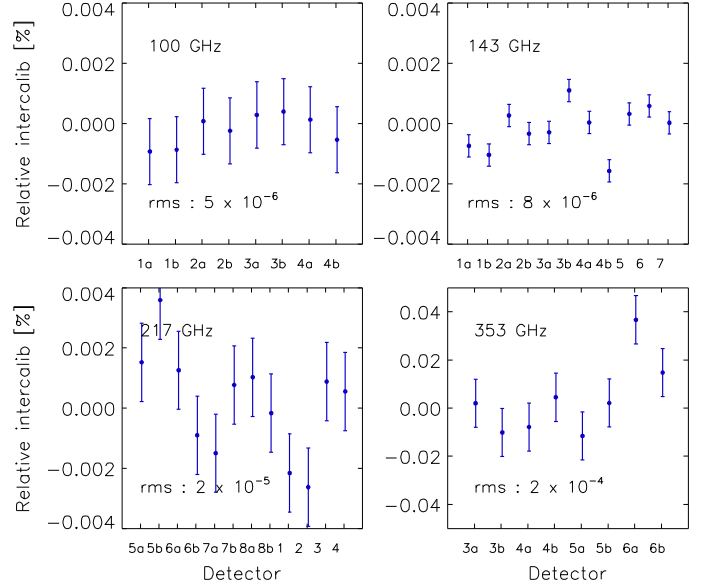 Relative intercalib [%]
0.004
0.002
0.000
−0.002
−0.004
100 GHz
rms : 5 x 10^-6
1a 1b 2a 2b 3a 3b 4a 4b
0.004
0.002
0.000
−0.002
−0.004
143 GHz
rms : 8 x 10^-6
1a 1b 2a 2b 3a 3b 4a 4b 5 6 7
Relative intercalib [%]
0.004
0.002
0.000
−0.002
−0.004
217 GHz
rms : 2 x 10^-5
5a 5b 6a 6b 7a 7b 8a 8b 1 2 3 4
Detector
0.04
0.02
0.00
−0.02
−0.04
353 GHz
rms : 2 x 10^-4
3a 3b 4a 4b 5a 5b 6a 6b
Detector